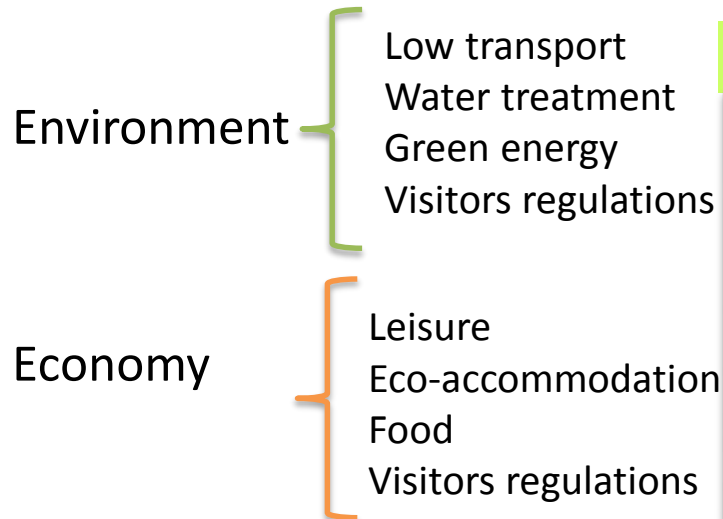 Environment
Low transport
Water treatment
Green energy
Visitors regulations
Economy
Leisure
Eco-accommodation
Food
Visitors regulations